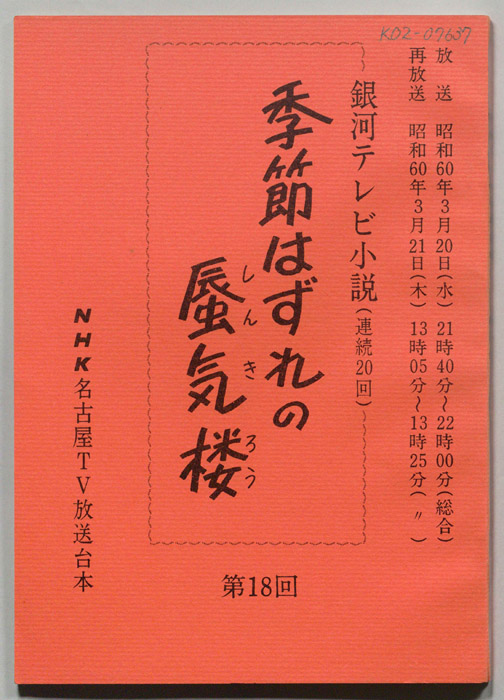 KDZ-09637
放送 昭和60年3月20日(水) 21時40分~22時00分(総合)
再放送 昭和60年3月21日(木) 13時05分~13時25分(〃)
銀河テレビ小説(連続20回)
季節はずれの
蜃気楼
しんきろう
第18回
NHK名古屋TV放送台本